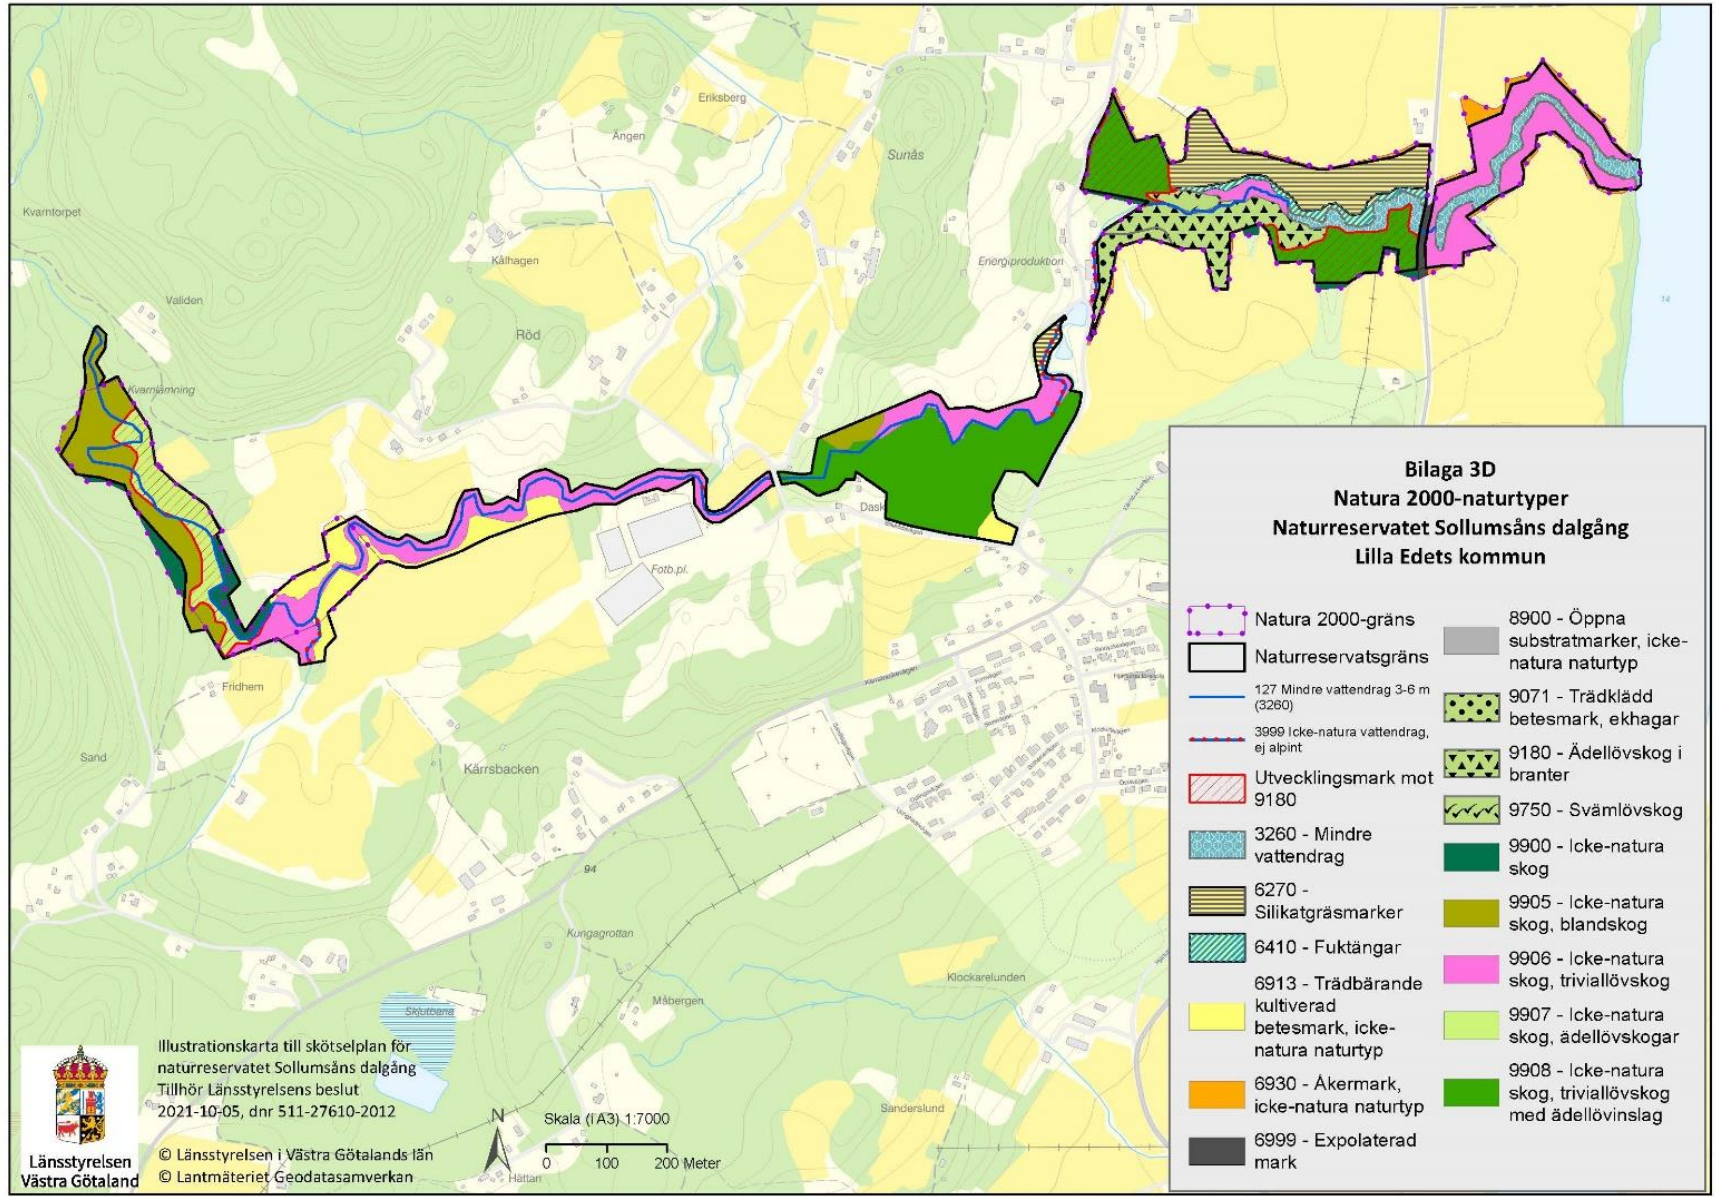 Eriksberg
Ängen
Sunås
Kvarntorpet
Kålhagen
Energiproduktion
Validen
14
Röd
Kvarnlämning
Dask
Fotb.pl.
Fridhem
Sand
Kärrsbacken
94
Kungagrottan
Klockarelunden
Måbergen
Skjutbana
Sanderslund
Hättan
Bilaga 3D
Natura 2000-naturtyper
Naturreservatet Sollumsåns dalgång
Lilla Edets kommun
Natura 2000-gräns
Naturreservatsgräns
127 Mindre vattendrag 3-6 m
(3260)
3999 Icke-natura vattendrag,
ej alpint
Utvecklingsmark mot
9180
3260 - Mindre
vattendrag
6270 -
Silikatgräsmarker
6410 - Fuktängar
6913 - Trädbärande
kultiverad
betesmark, icke-
natura naturtyp
6930 - Åkermark,
icke-natura naturtyp
6999 - Expolaterad
mark
8900 - Öppna
substratmarker, icke-
natura naturtyp
9071 - Trädklädd
betesmark, ekhagar
9180 - Ädellövskog i
branter
9750 - Svämlövskog
9900 - Icke-natura
skog
9905 - Icke-natura
skog, blandskog
9906 - Icke-natura
skog, triviallövskog
9907 - Icke-natura
skog, ädellövskogar
9908 - Icke-natura
skog, triviallövskog
med ädellövinslag
Illustrationskarta till skötselplan för
naturreservatet Sollumsåns dalgång
Tillhör Länsstyrelsens beslut
2021-10-05, dnr 511-27610-2012
© Länsstyrelsen i Västra Götalands län
© Lantmäteriet Geodatasamverkan
Länsstyrelsen
Västra Götaland
N
Skala (i A3) 1:7000
0 100 200 Meter